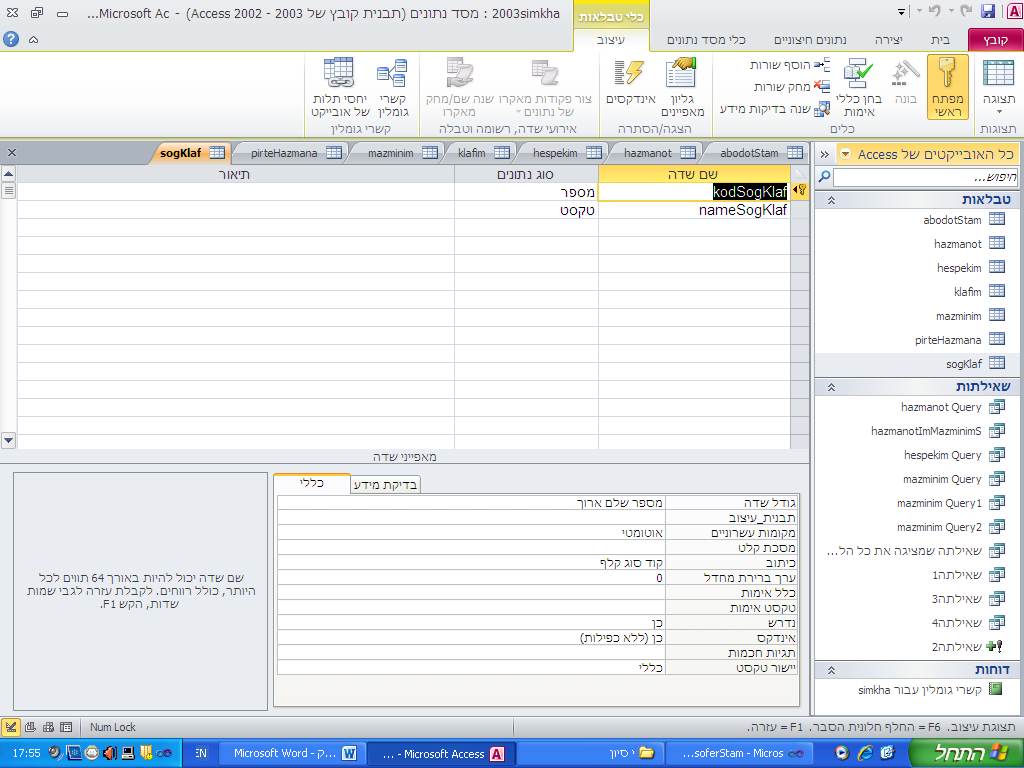 2003simkha : מסד נתונים (תבנית קובץ של Access 2002 - 2003) - Microsoft Ac...
כלי טבלאות
קובץ
בית
יצירה
נתונים חיצוניים
כלי מסד נתונים
עיצוב
תצוגה
תצוגות
מפתח ראשי
בונה
בחן כללי אימות
הוסף שורות
מחק שורות
שנה בדיקות מידע
כלים
גליון מאפיינים
אינדקסים
הצגה/הסתרה
צור פקודות מאקרו של נתונים
שנה שם/מחק מאקרו
אירועי שדה, רשומה וטבלה
קשרי גומלין
יחסי תלות של אובייקט
קשרי גומלין
כל האובייקטים של Access
חיפוש...
טבלאות
abodotStam
hazmanot
hespekim
klafim
mazminim
pirteHazmana
sogKlaf
שאילתות
hazmanot Query
hazmanotImMazminimS
hespekim Query
mazminim Query
mazminim Query1
mazminim Query2
שאילתה שמציגה את כל הל...
שאילתה1
שאילתה3
שאילתה4
שאילתה2
דוחות
קשרי גומלין עבור simkha
abodotStam
hazmanot
hespekim
klafim
mazminim
pirteHazmana
sogKlaf
שם שדה
סוג נתונים
תיאור
kodSogKlaf
מספר
nameSogKlaf
טקסט
מאפייני שדה
כללי
בדיקת מידע
גודל שדה
מספר שלם ארוך
תבנית_עיצוב
מקומות עשרוניים
אוטומטי
מסכת קלט
כיתוב
קוד סוג קלף
ערך ברירת מחדל
0
כלל אימות
טקסט אימות
נדרש
כן
אינדקס
כן (ללא כפילות)
תגיות חכמות
יישור טקסט
כללי
שם שדה יכול להיות באורך 64 תווים לכל
היותר, כולל רווחים. לקבלת עזרה לגבי שמות
שדות, הקש F1.
תצוגת עיצוב. F6 = החלף חלונית הסבר. F1 = עזרה.
Num Lock
התחל
soferStam - Micros...
י סיון
Microsoft Access - ...
ק... - Microsoft Word
EN
17:55